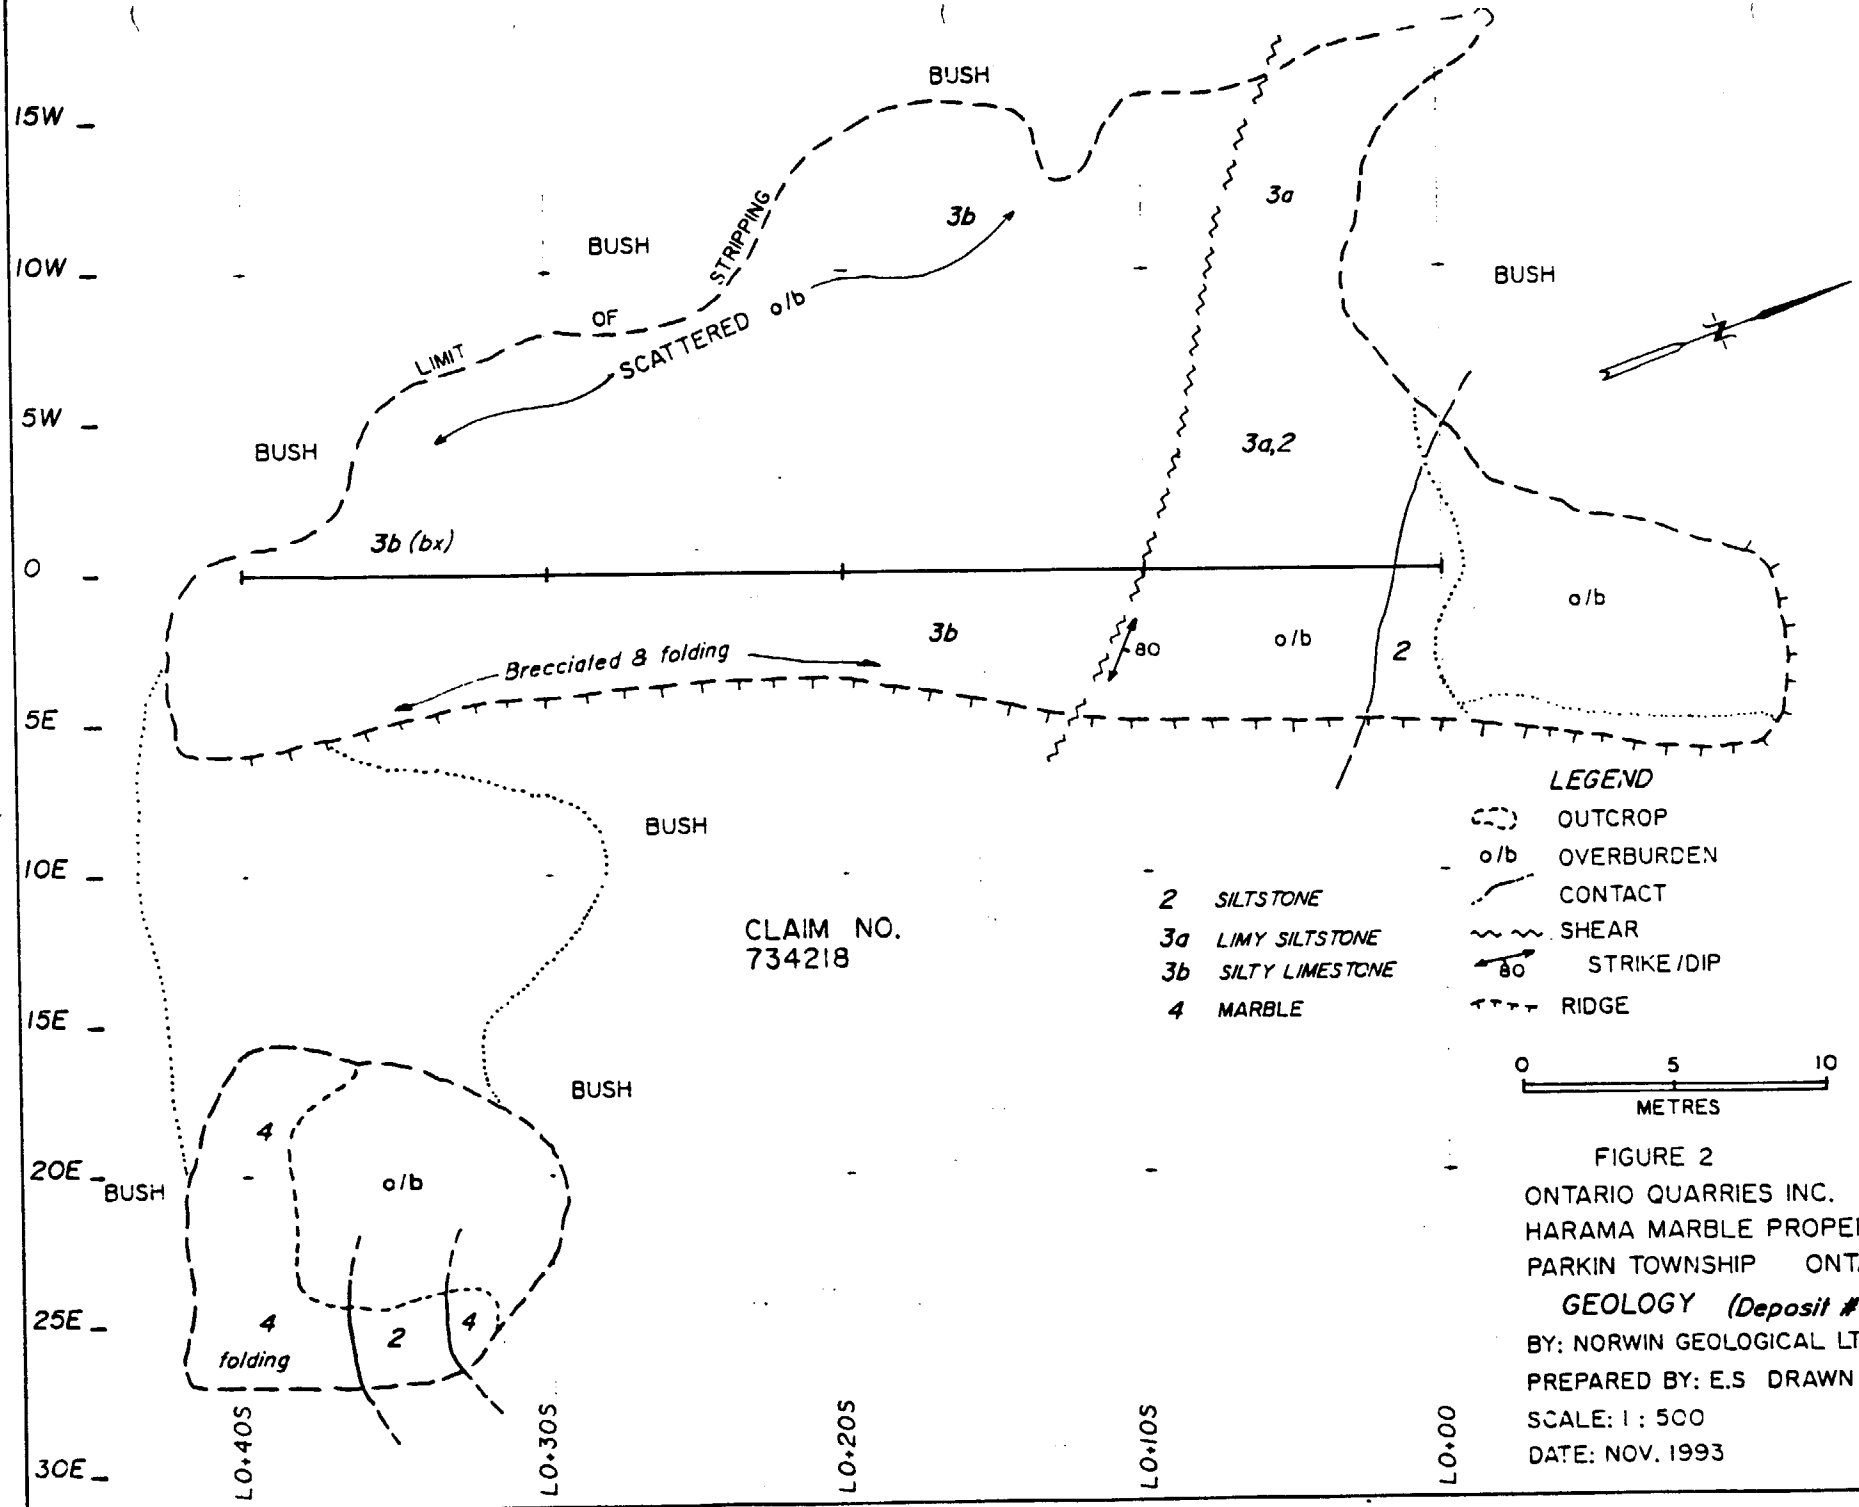 BUSH
15W
3a
STRIPPING
3b
BUSH
10W
BUSH
SCATTERED o/b
OF
LIMIT
5W
BUSH
3a,2
3b (bx)
0
o/b
3b
o/b
2
80
Brecciated & folding
5E
LEGEND
OUTCROP
o/b OVERBURDEN
CONTACT
SHEAR
80 STRIKE/DIP
RIDGE
BUSH
10E
2 SILTSTONE
3a LIMY SILTSTONE
3b SILTY LIMESTONE
4 MARBLE
CLAIM NO.
734218
15E
0 5 10
METRES
BUSH
4
20E
BUSH
o/b
25E
4
2
4
folding
30E
L0+40S
L0+30S
L0+20S
L0+10S
L0+00
FIGURE 2
ONTARIO QUARRIES INC.
HARAMA MARBLE PROPE
PARKIN TOWNSHIP ONT
GEOLOGY (Deposit #
BY: NORWIN GEOLOGICAL LT
PREPARED BY: E.S DRAWN
SCALE: 1 : 500
DATE: NOV. 1993